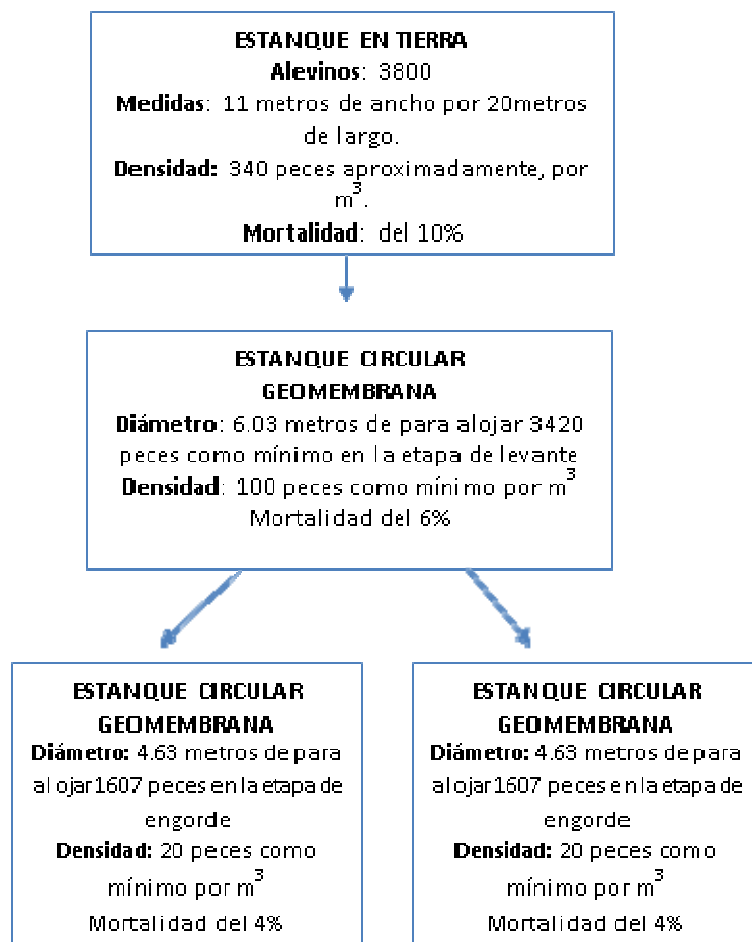 ESTANQUE EN TIERRA
Alevinos: 3800
Medidas: 11 metros de ancho por 20metros
de largo.
Densidad: 340 peces aproximadamente, por
m³.
Mortalidad: del 10%
ESTANQUE CIRCULAR
GEOMEMBRANA
Diámetro: 6.03 metros de para alojar 3420
peces como mínimo en la etapa de levante
Densidad: 100 peces como mínimo por m³
Mortalidad del 6%
ESTANQUE CIRCULAR
GEOMEMBRANA
Diámetro: 4.63 metros de para
alojar1607 peces en la etapa de
engorde
Densidad: 20 peces como
mínimo por m³
Mortalidad del 4%
ESTANQUE CIRCULAR
GEOMEMBRANA
Diámetro: 4.63 metros de para
alojar1607 peces en la etapa de
engorde
Densidad: 20 peces como
mínimo por m³
Mortalidad del 4%